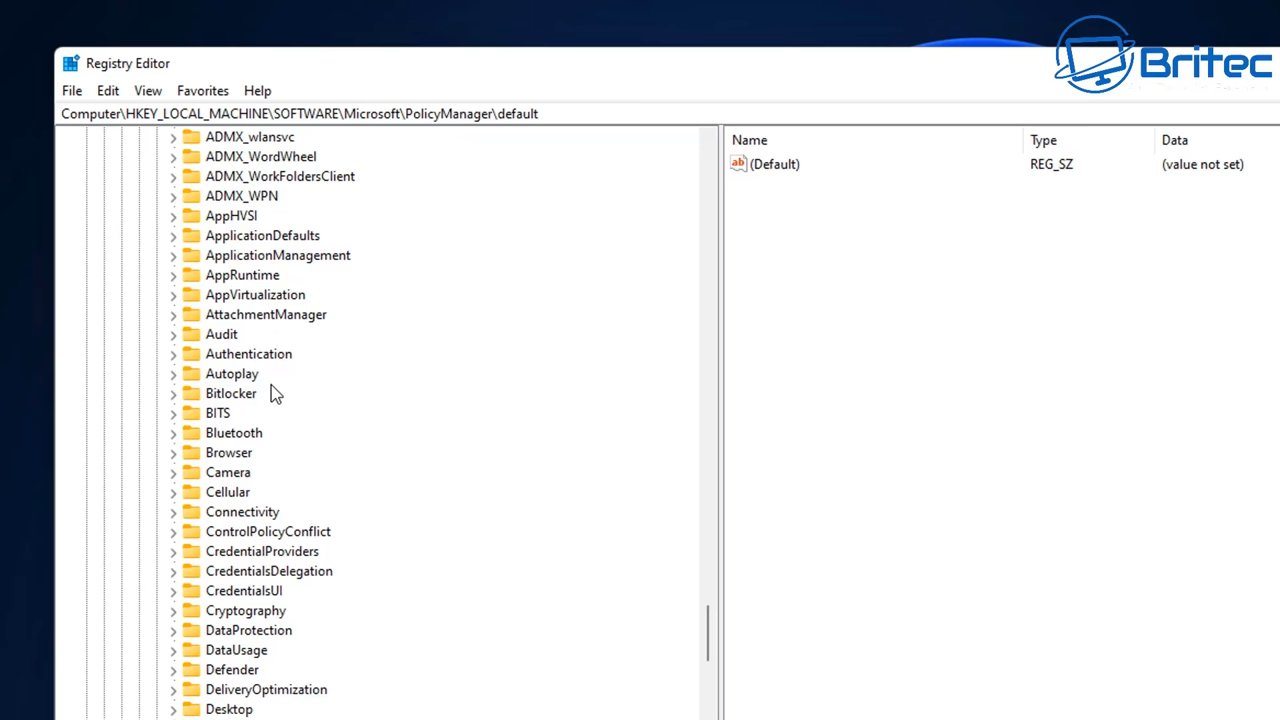 Britec
Registry Editor
File Edit View Favorites Help
Computer\HKEY_LOCAL_MACHINE\SOFTWARE\Microsoft\PolicyManager\default
Name Type Data
ab (Default) REG_SZ (value not set)
ADMX_wlansvc
ADMX_WordWheel
ADMX_WorkFoldersClient
ADMX_WPN
AppHVSI
ApplicationDefaults
ApplicationManagement
AppRuntime
AppVirtualization
AttachmentManager
Audit
Authentication
Autoplay
Bitlocker
BITS
Bluetooth
Browser
Camera
Cellular
Connectivity
ControlPolicyConflict
CredentialProviders
CredentialsDelegation
CredentialsUI
Cryptography
DataProtection
DataUsage
Defender
DeliveryOptimization
Desktop